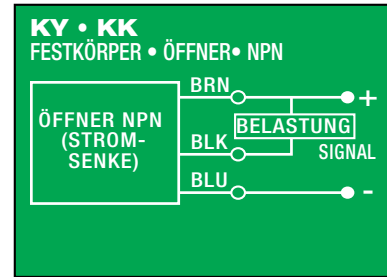 KY • KK
FESTKÖRPER • ÖFFNER• NPN
BRN
+
ÖFFNER NPN
(STROM-
SENKE)
BELASTUNG
BLK
SIGNAL
BLU
-